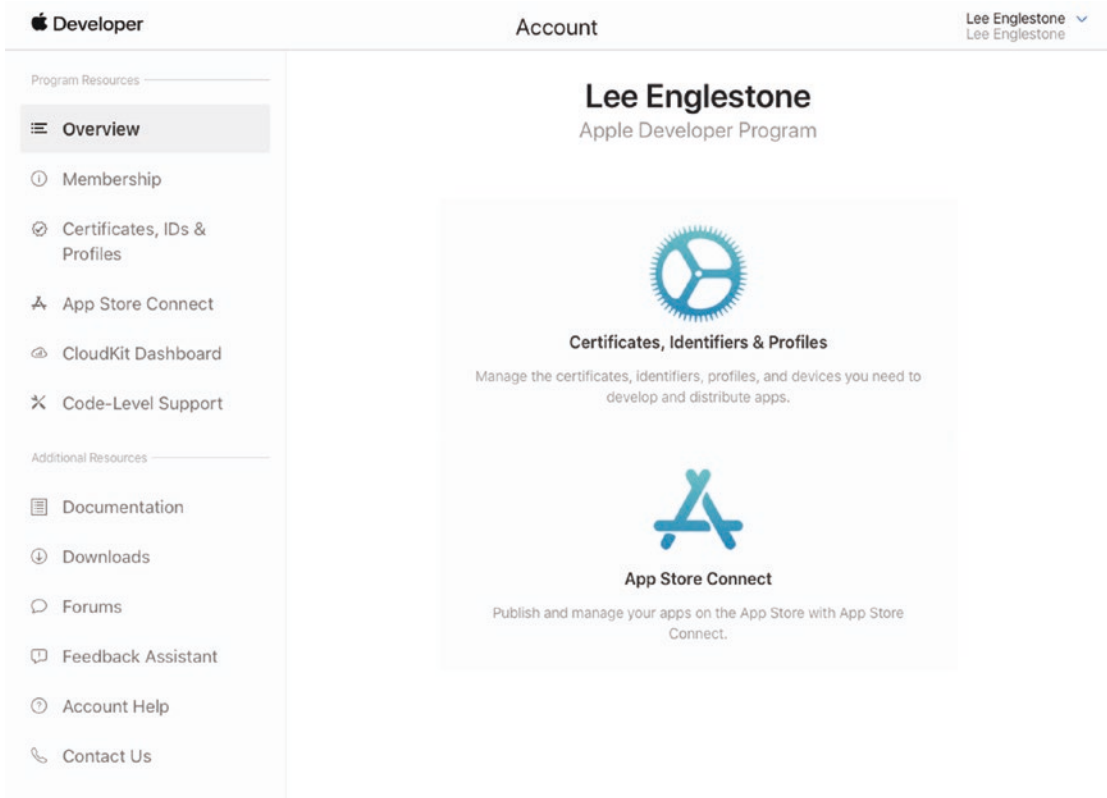 Developer
Account
Lee Englestone
Lee Englestone
Program Resources
Overview
Membership
Certificates, IDs &
Profiles
App Store Connect
CloudKit Dashboard
Code-Level Support
Additional Resources
Documentation
Downloads
Forums
Feedback Assistant
Account Help
Contact Us
Lee Englestone
Apple Developer Program
Certificates, Identifiers & Profiles
Manage the certificates, identifiers, profiles, and devices you need to
develop and distribute apps.
App Store Connect
Publish and manage your apps on the App Store with App Store
Connect.